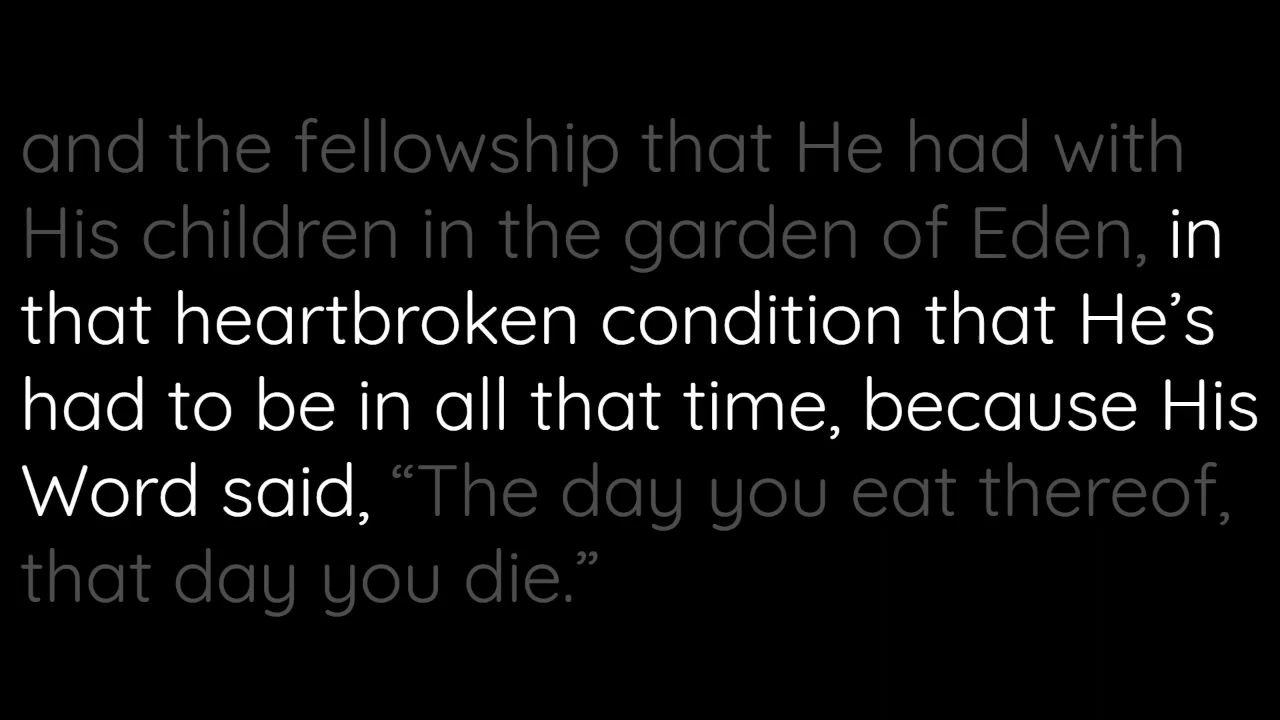 and the fellowship that He had with
His children in the garden of Eden, in
that heartbroken condition that He’s
had to be in all that time, because His
Word said, “The day you eat thereof,
that day you die.”